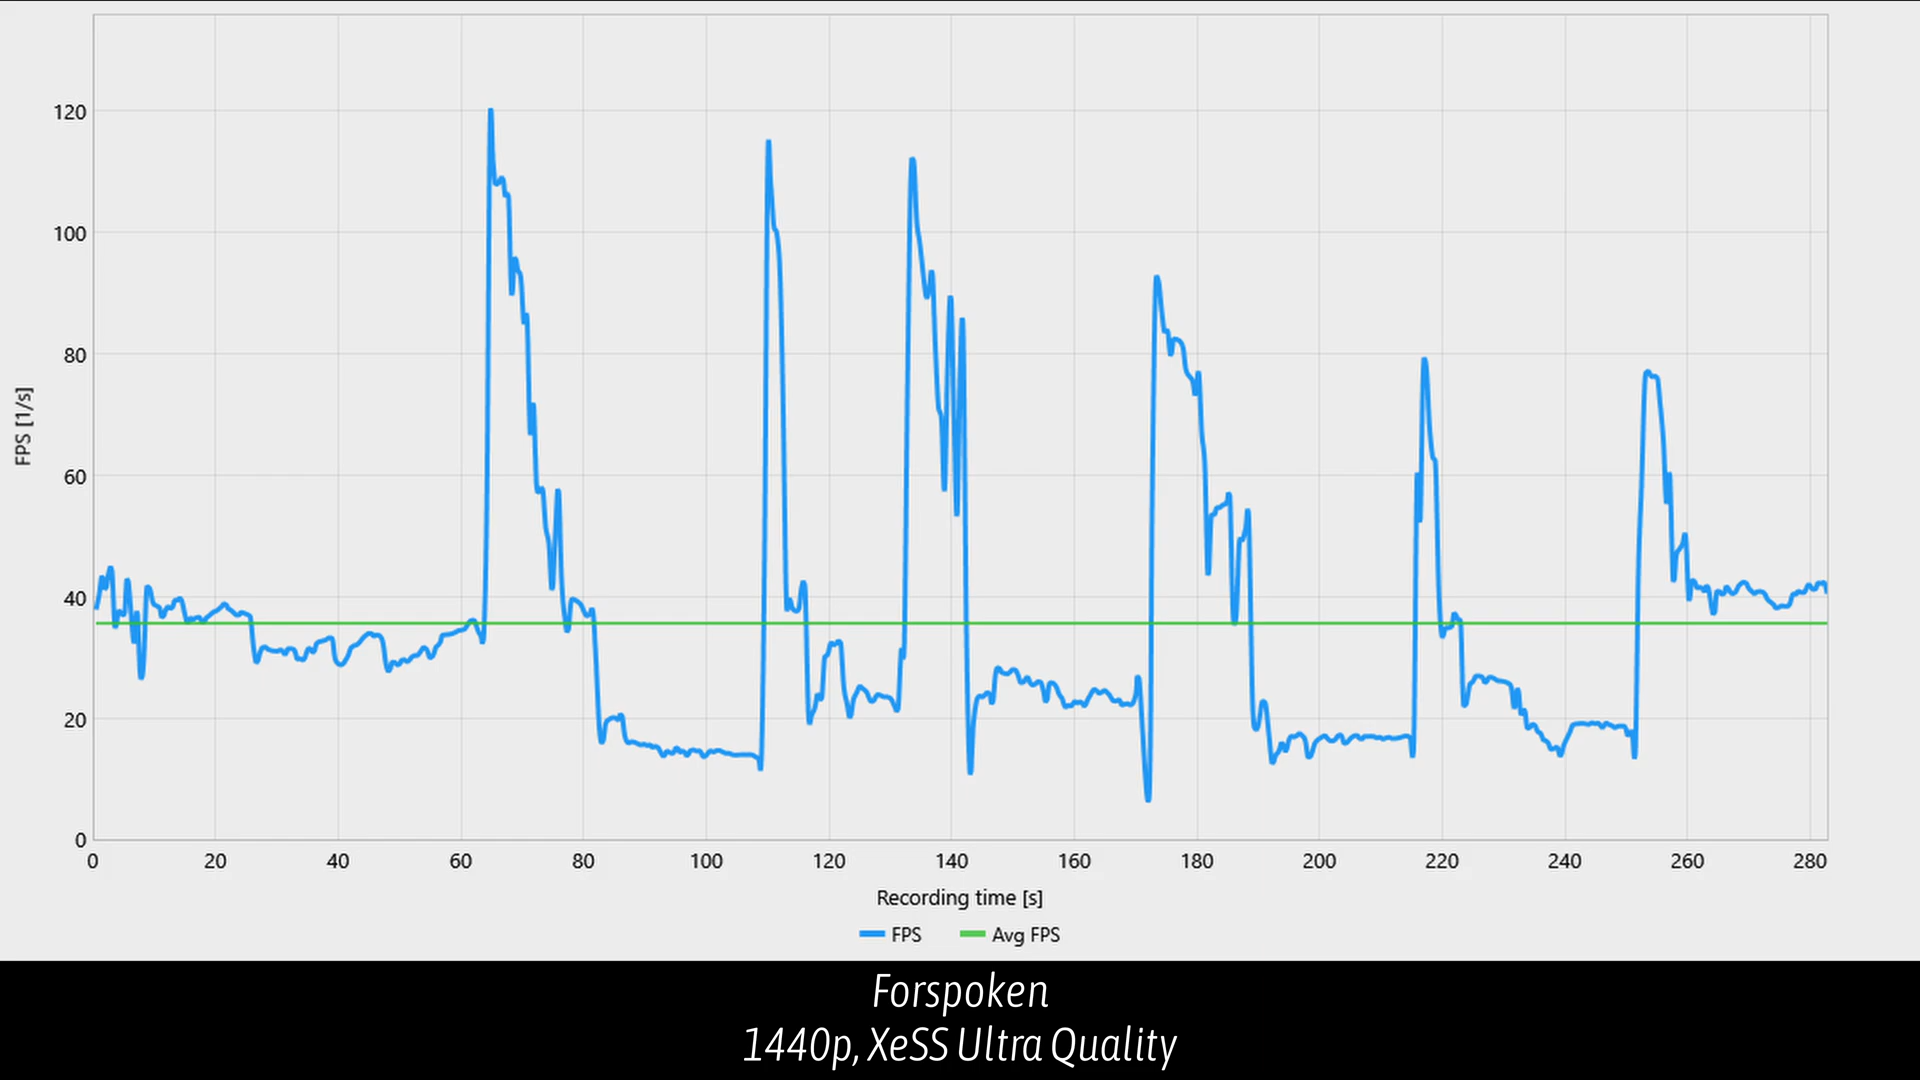 120
100
80
60
40
20
0
FPS [1/s]
0 20 40 60 80 100 120 140 160 180 200 220 240 260 280
Recording time [s]
FPS Avg FPS
Forspoken
1440p, XeSS Ultra Quality